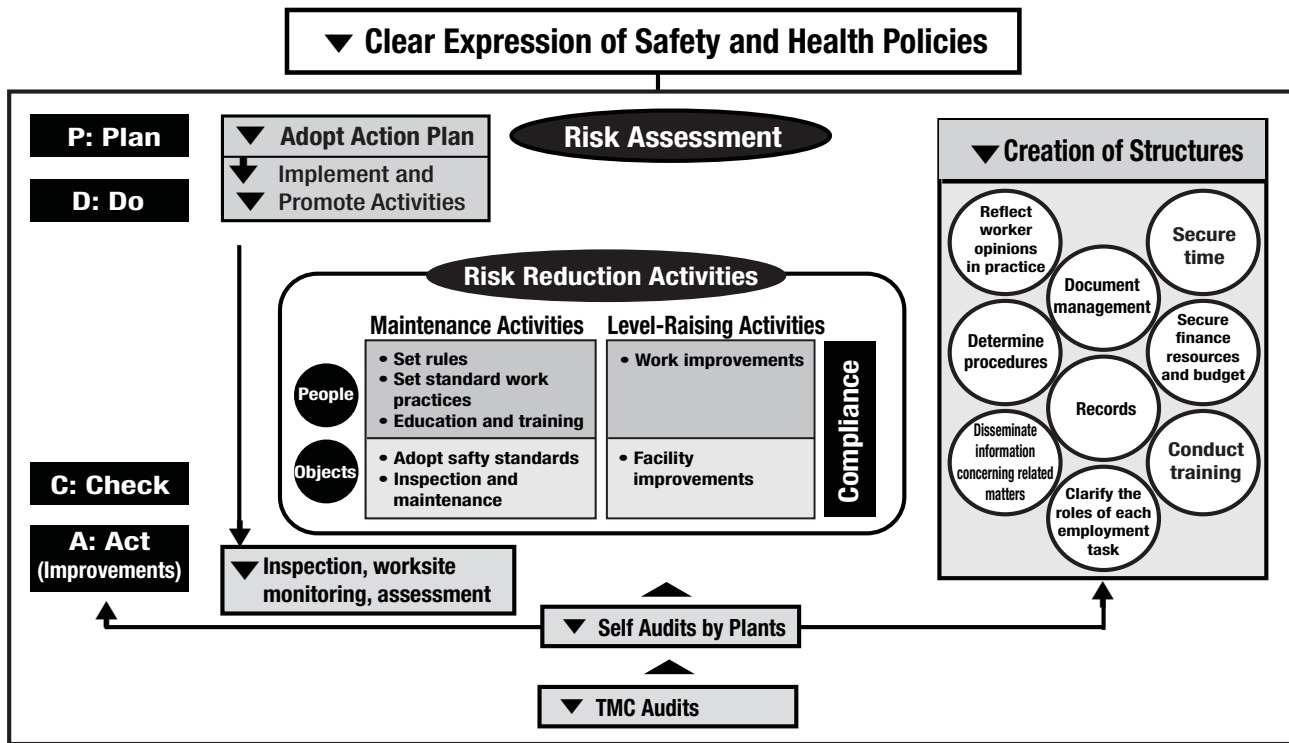 Clear Expression of Safety and Health Policies
P: Plan
D: Do
Adopt Action Plan
Implement and
Promote Activities
Risk Assessment
Risk Reduction Activities
Maintenance Activities
Level-Raising Activities
People
• Set rules
• Set standard work
practices
• Education and training
• Work improvements
Objects
• Adopt safty standards
• Inspection and
maintenance
• Facility
improvements
Compliance
C: Check
A: Act
(Improvements)
Inspection, worksite
monitoring, assessment
Self Audits by Plants
TMC Audits
Creation of Structures
Reflect
worker
opinions
in practice
Secure
time
Document
management
Determine
procedures
Secure
finance
resources
and budget
Records
Disseminate
information
concerning related
matters
Conduct
training
Clarify the
roles of each
employment
task